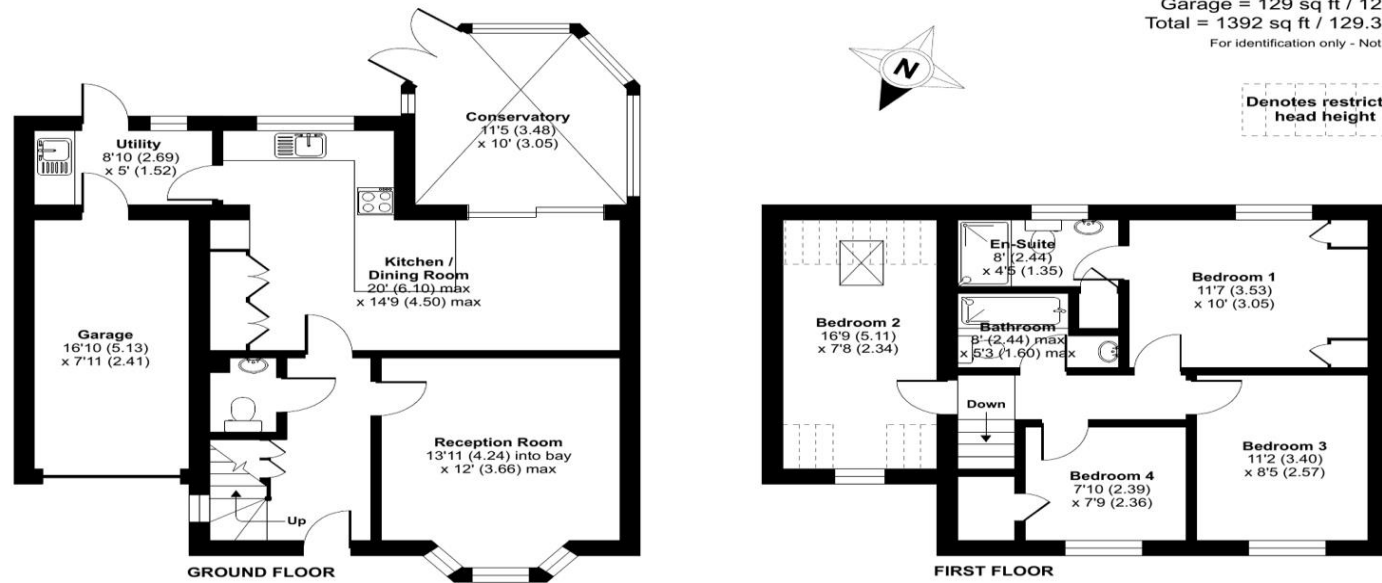 Garage = 129 sq ft / 12
Total = 1392 sq ft / 129.3
For identification only - Not
N
Denotes restrict
head height
Conservatory
11'5 (3.48)
x 10' (3.05)
Utility
8'10 (2.69)
x 5' (1.52)
Kitchen /
Dining Room
20' (6.10) max
x 14'9 (4.50) max
Garage
16'10 (5.13)
x 7'11 (2.41)
Reception Room
13'11 (4.24) into bay
x 12' (3.66) max
Up
GROUND FLOOR
En-Suite
8' (2.44)
x 4'5 (1.35)
Bedroom 1
11'7 (3.53)
x 10' (3.05)
Bedroom 2
16'9 (5.11)
x 7'8 (2.34)
Bathroom
8' (2.44) max
x 5'3 (1.60) max
Down
Bedroom 3
11'2 (3.40)
x 8'5 (2.57)
Bedroom 4
7'10 (2.39)
x 7'9 (2.36)
FIRST FLOOR